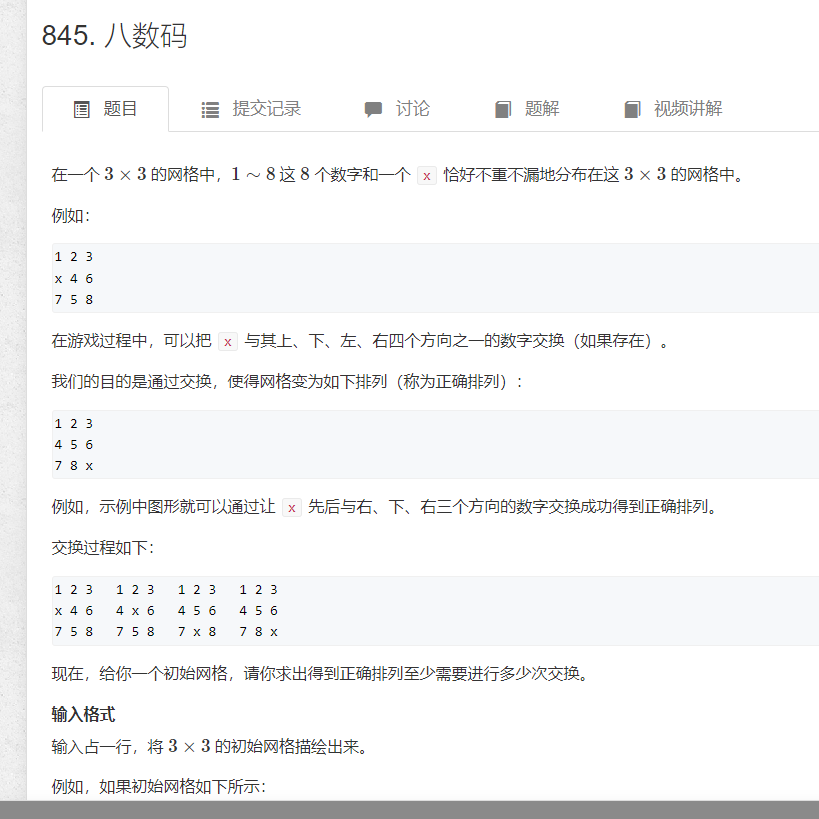 845. 八数码
题目 提交记录 讨论 题解 视频讲解
在一个 3 × 3 的网格中，1 ∼ 8 这 8 个数字和一个 x 恰好不重不漏地分布在这 3 × 3 的网格中。
例如：
1 2 3
x 4 6
7 5 8
在游戏过程中，可以把 x 与其上、下、左、右四个方向之一的数字交换（如果存在）。
我们的目的是通过交换，使得网格变为如下排列（称为正确排列）：
1 2 3
4 5 6
7 8 x
例如，示例中图形就可以通过让 x 先后与右、下、右三个方向的数字交换成功得到正确排列。
交换过程如下：
1 2 3   1 2 3   1 2 3   1 2 3
x 4 6   4 x 6   4 5 6   4 5 6
7 5 8   7 5 8   7 x 8   7 8 x
现在，给你一个初始网格，请你求出得到正确排列至少需要进行多少次交换。
输入格式
输入占一行，将 3 × 3 的初始网格描绘出来。
例如，如果初始网格如下所示：